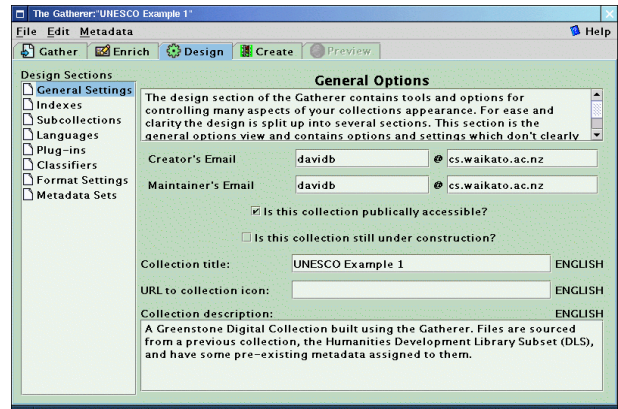 The Gatherer:"UNESCO Example 1"
File Edit Metadata Help
Gather Enrich Design Create Preview
Design Sections
General Settings
Indexes
Subcollections
Languages
Plug-ins
Classifiers
Format Settings
Metadata Sets
General Options
The design section of the Gatherer contains tools and options for
controlling many aspects of your collections appearance. For ease and
clarity the design is split up into several sections. This section is the
general options view and contains options and settings which don't clearly
Creator's Email davidb @ cs.waikato.ac.nz
Maintainer's Email davidb @ cs.waikato.ac.nz
Is this collection publically accessible?
Is this collection still under construction?
Collection title: UNESCO Example 1 ENGLISH
URL to collection icon: ENGLISH
Collection description: ENGLISH
A Greenstone Digital Collection built using the Gatherer. Files are sourced
from a previous collection, the Humanities Development Library Subset (DLS),
and have some pre-existing metadata assigned to them.